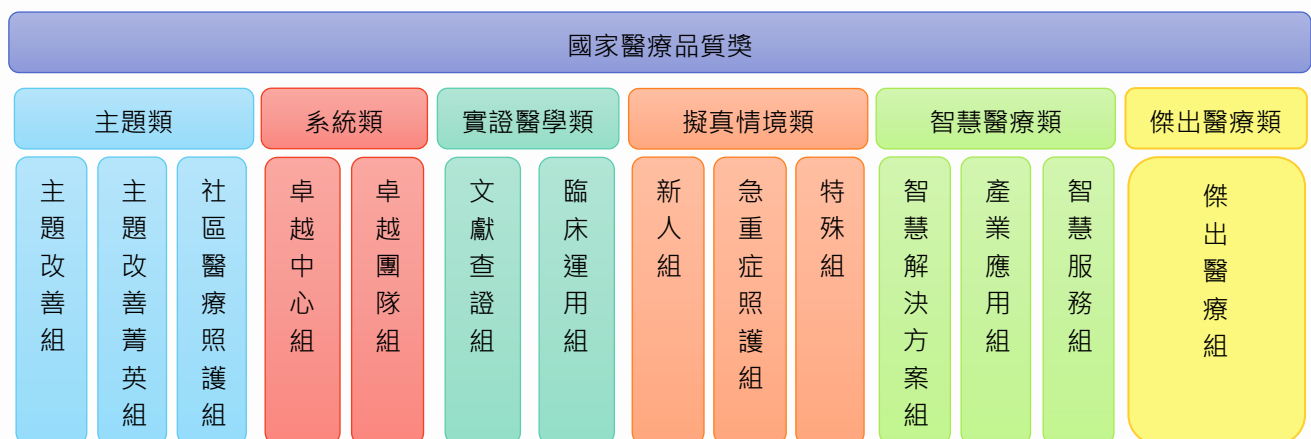 國家醫療品質獎
主題類
系統類
實證醫學類
擬真情境類
智慧醫療類
傑出醫療類
主題改善組
主題改善菁英組
社區醫療照護組
卓越中心組
卓越團隊組
文獻查證組
臨床運用組
新人組
急重症照護組
特殊組
智慧解決方案組
產業應用組
智慧服務組
傑出醫療組